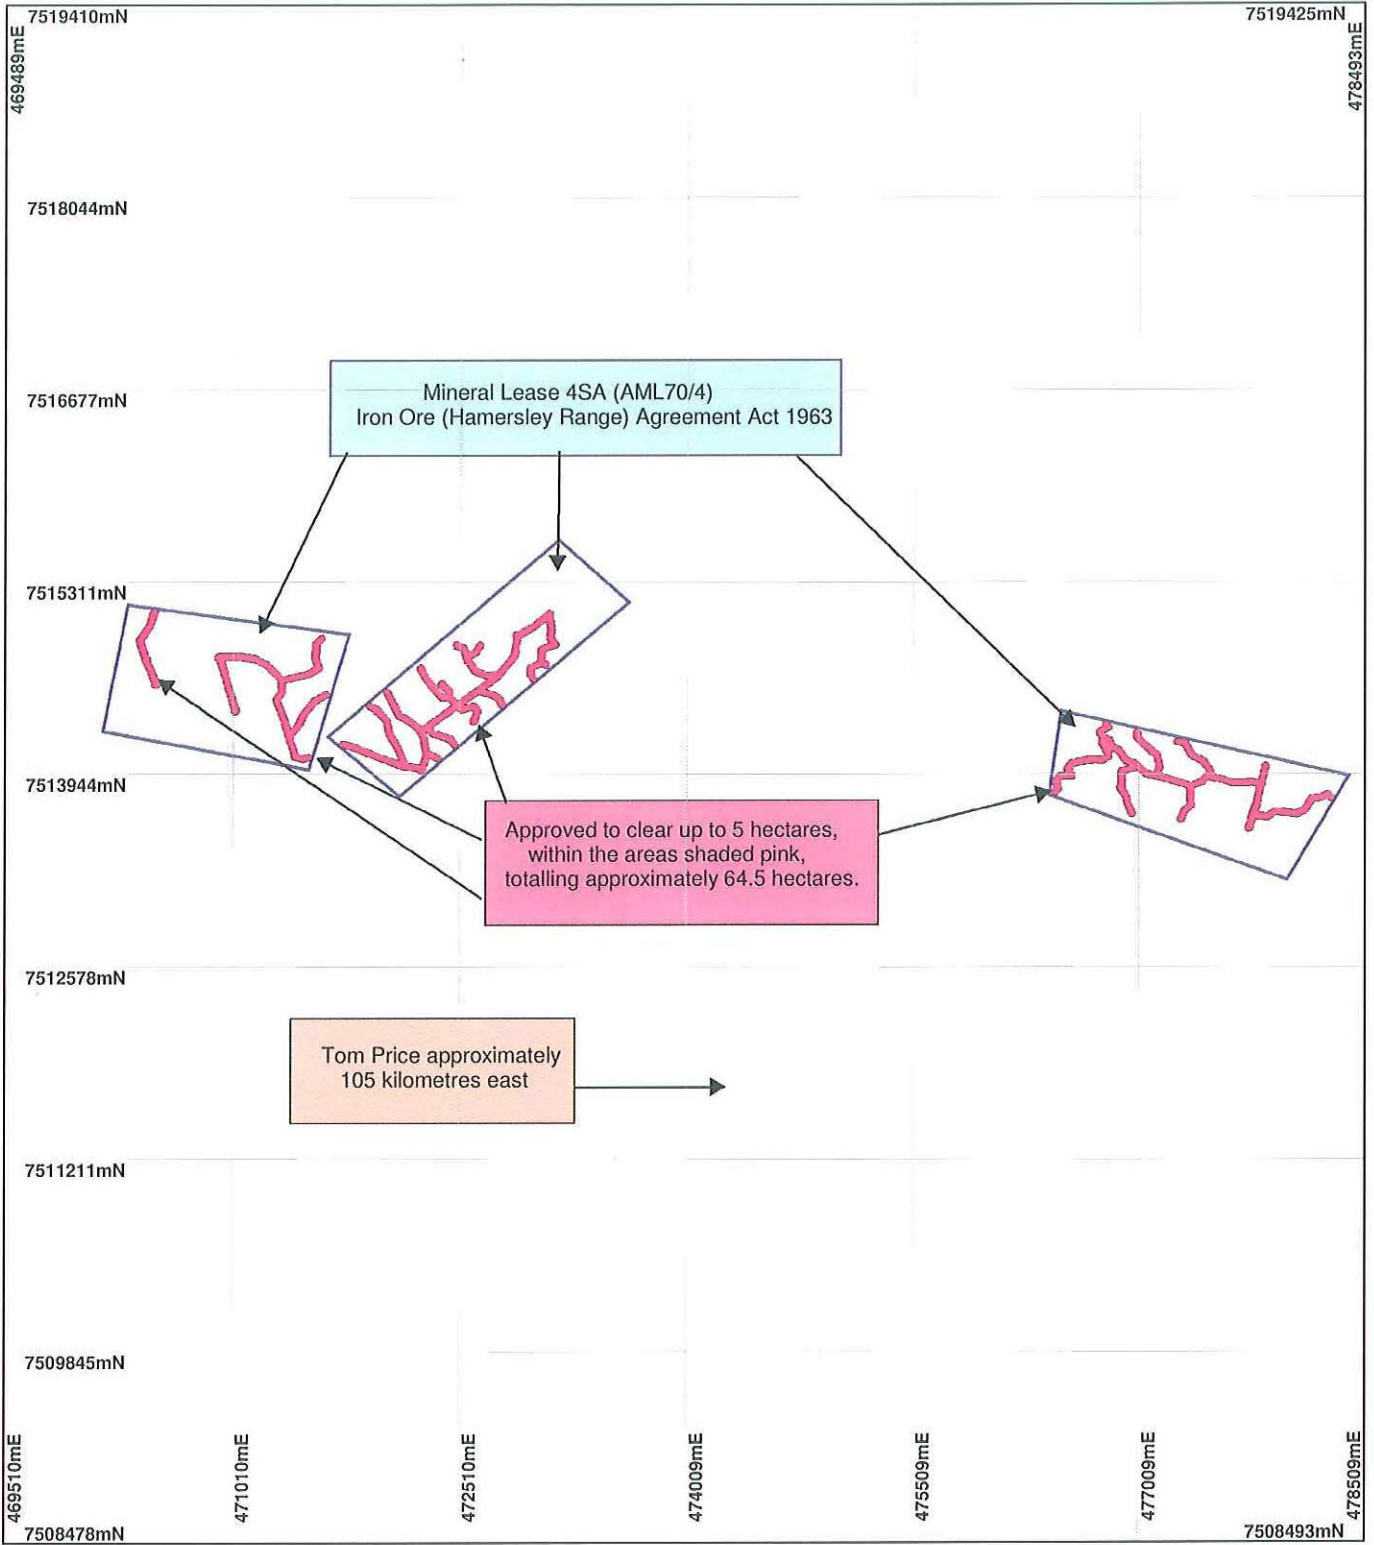 7519410mN
7519425mN
469489mE
478493mE
7518044mN
Mineral Lease 4SA (AML70/4)
Iron Ore (Hamersley Range) Agreement Act 1963
7516677mN
7515311mN
7513944mN
Approved to clear up to 5 hectares,
within the areas shaded pink,
totalling approximately 64.5 hectares.
7512578mN
Tom Price approximately
105 kilometres east
7511211mN
7509845mN
469510mE
471010mE
472510mE
474009mE
475509mE
477009mE
478509mE
7508478mN
7508493mN